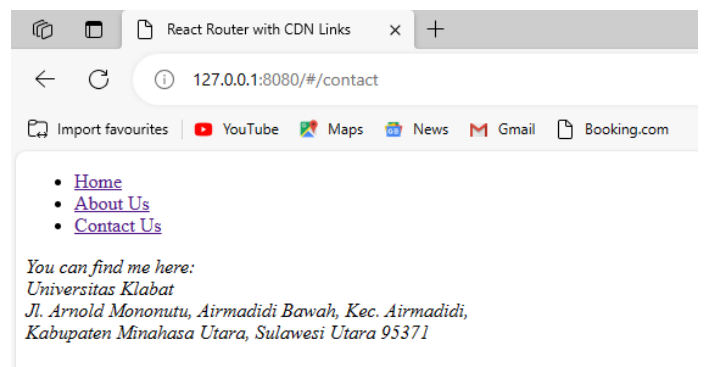 React Router with CDN Links
127.0.0.1:8080/#/contact
Import favourites YouTube Maps News Gmail Booking.com
Home
About Us
Contact Us
You can find me here:
Universitas Klabat
Jl. Arnold Mononutu, Airmadidi Bawah, Kec. Airmadidi,
Kabupaten Minahasa Utara, Sulawesi Utara 95371